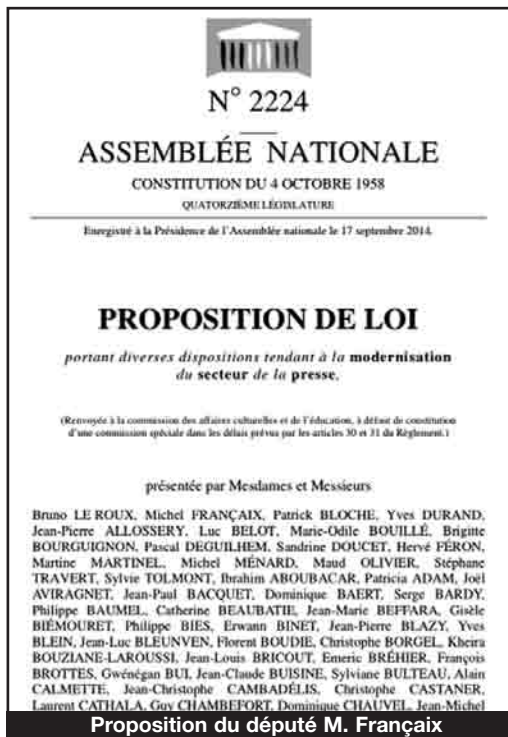 N° 2224
ASSEMBLÉE NATIONALE
CONSTITUTION DU 4 OCTOBRE 1958
QUATORZIÈME LÉGISLATURE
Enregistré à la Présidence de l'Assemblée nationale le 17 septembre 2014.
PROPOSITION DE LOI
portant diverses dispositions tendant à la modernisation
du secteur de la presse,
(Renvoyée à la commission des affaires culturelles et de l'éducation, à défaut de constitution
d'une commission spéciale dans les délais prévus par les articles 30 et 31 du Règlement.)
présentée par Mesdames et Messieurs
Bruno LE ROUX, Michel FRANÇAIX, Patrick BLOCHE, Yves DURAND,
Jean-Pierre ALLOSSERY, Luc BELOT, Marie-Odile BOUILLÉ, Brigitte
BOURGUIGNON, Pascal DEGUILHEM, Sandrine DOUCET, Hervé FÉRON,
Martine MARTINEL, Michel MÉNARD, Maud OLIVIER, Stéphane
TRAVERT, Sylvie TOLMONT, Ibrahim ABOUBACAR, Patricia ADAM, Joël
AVIRAGNET, Jean-Paul BACQUET, Dominique BAERT, Serge BARDY,
Philippe BAUMEL, Catherine BEAUBATIE, Jean-Marie BEFFARA, Gisèle
BIÉMOURET, Philippe BIES, Erwann BINET, Jean-Pierre BLAZY, Yves
BLEIN, Jean-Luc BLEUNVEN, Florent BOUDIE, Christophe BORGEL, Kheira
BOUZIANE-LAROUSSI, Jean-Louis BRICOUT, Emeric BRÉHIER, François
BROTTES, Gwénégan BUI, Jean-Claude BUISINE, Sylviane BULTEAU, Alain
CALMETTE, Jean-Christophe CAMBADÉLIS, Christophe CASTANER,
Laurent CATHALA, Guy CHAMBEFORT, Dominique CHAUVEL, Jean-Michel
Proposition du député M. Françaix